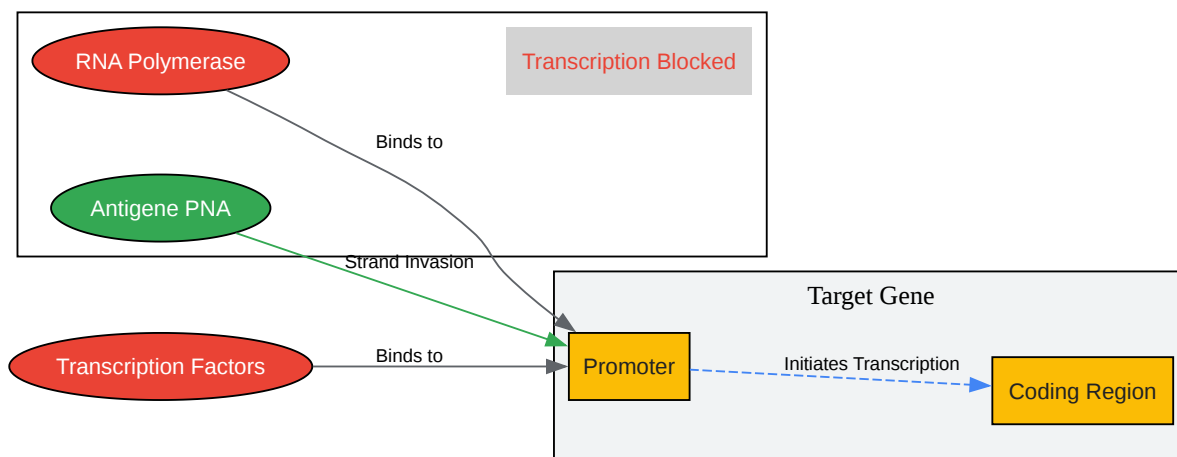 RNA Polymerase
Transcription Blocked
Binds to
Antigene PNA
Strand Invasion
Target Gene
Transcription Factors
Binds to
Promoter
Initiates Transcription
Coding Region